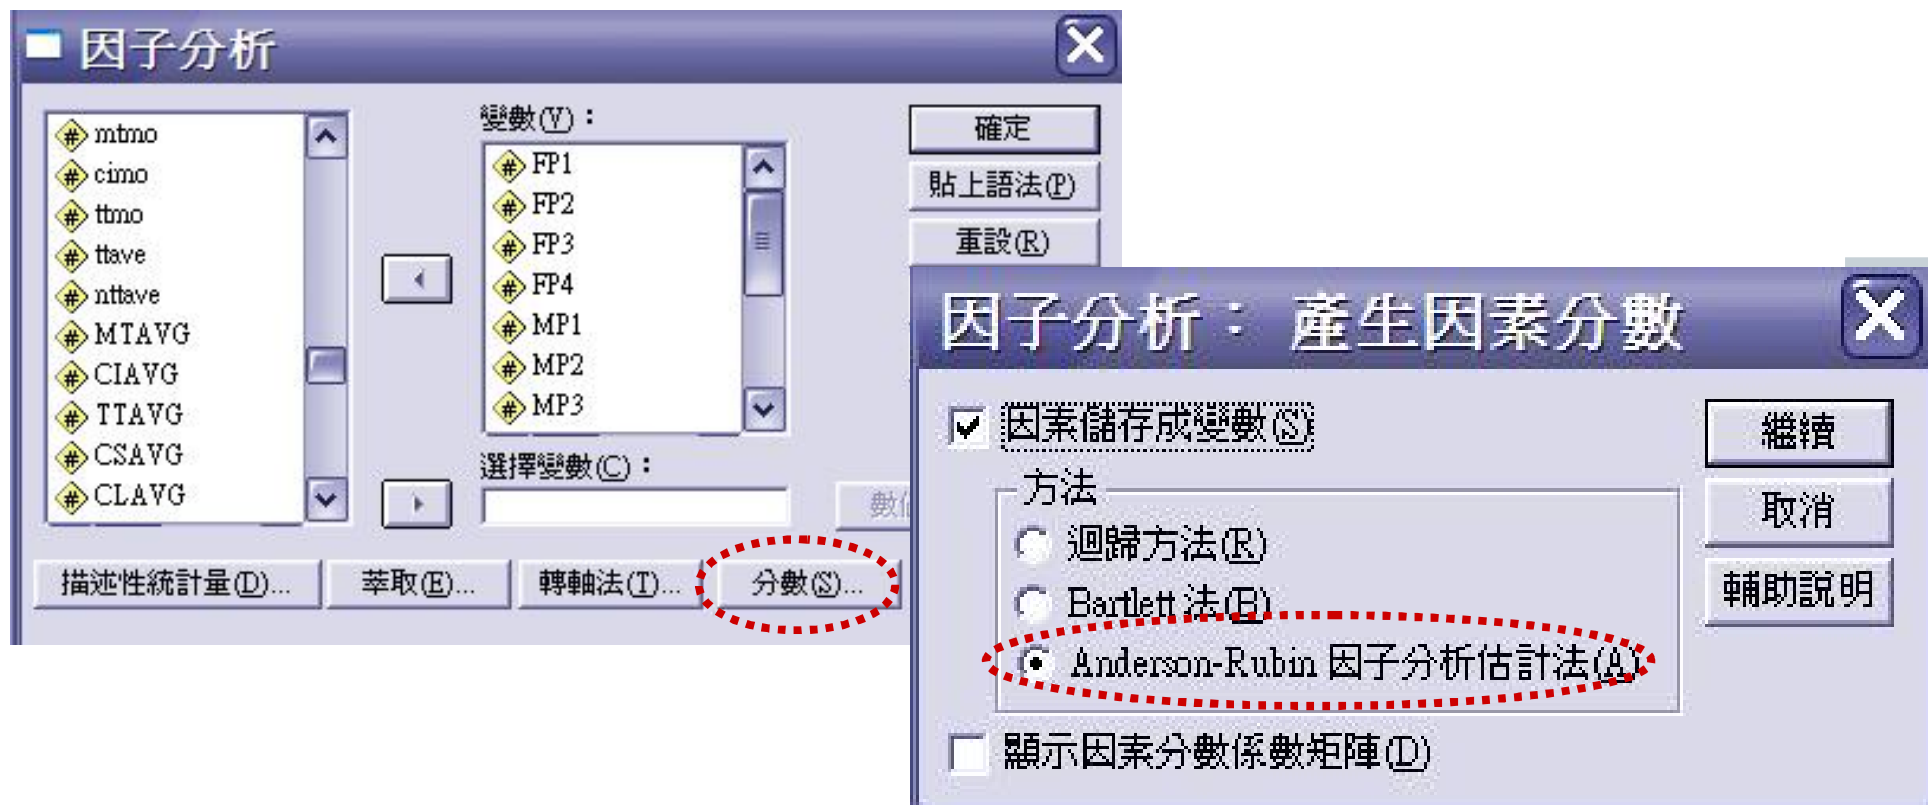 因子分析
mtmo
cimo
ttmo
ttave
nttave
MTAVG
CIAVG
TTAVG
CSAVG
CLAVG
變數(V)：
FP1
FP2
FP3
FP4
MP1
MP2
MP3
選擇變數(C)：
確定
貼上語法(P)
重設(R)
描述性統計量(D)...
萃取(E)...
轉軸法(T)...
分數(S)...
因子分析： 產生因素分數
因素儲存成變數(S)
方法
迴歸方法(R)
Bartlett 法(B)
Anderson-Rubin 因子分析估計法(A)
顯示因素分數係數矩陣(D)
繼續
取消
輔助說明